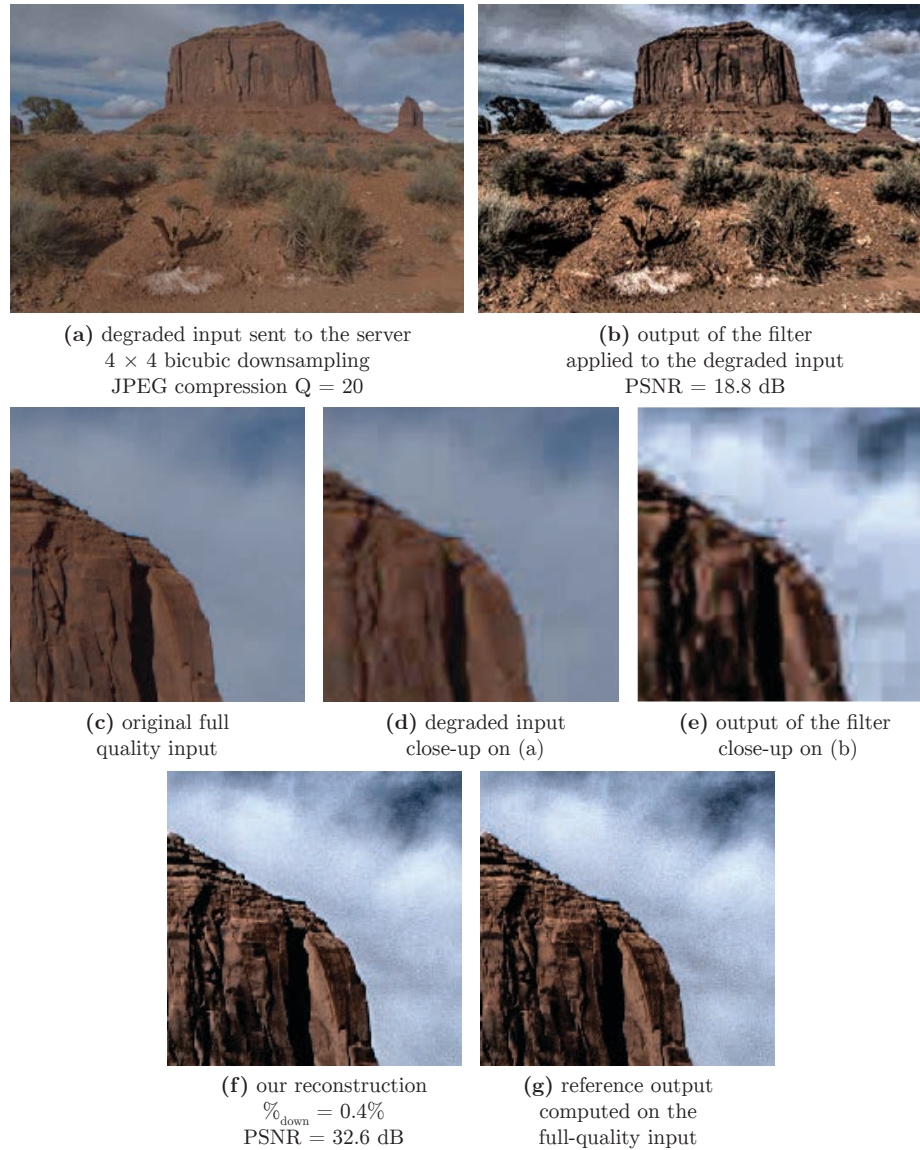 (a) degraded input sent to the server
4 × 4 bicubic downsampling
JPEG compression Q = 20
(b) output of the filter
applied to the degraded input
PSNR = 18.8 dB
(c) original full
quality input
(d) degraded input
close-up on (a)
(e) output of the filter
close-up on (b)
(f) our reconstruction
%down = 0.4%
PSNR = 32.6 dB
(g) reference output
computed on the
full-quality input